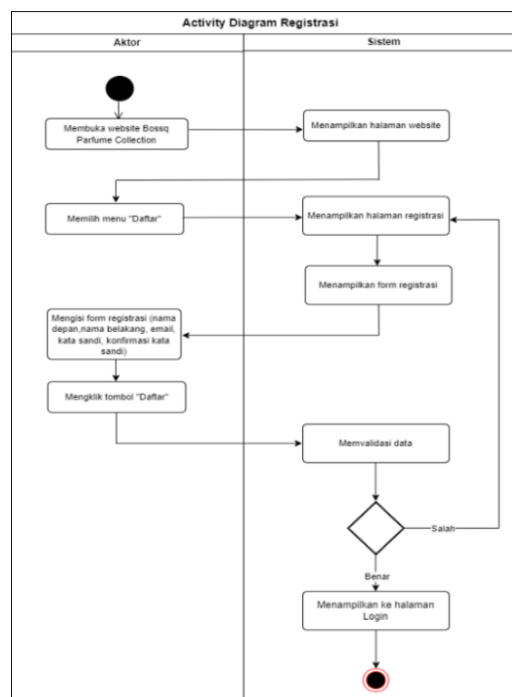 Activity Diagram Registrasi
Aktor
Sistem
Membuka website Bossq
Parfume Collection
Menampilkan halaman website
Memilih menu "Daftar"
Menampilkan halaman registrasi
Menampilkan form registrasi
Mengisi form registrasi (nama
depan,nama belakang, email,
kata sandi, konfirmasi kata
sandi)
Mengklik tombol "Daftar"
Memvalidasi data
Salah
Benar
Menampilkan ke halaman
Login